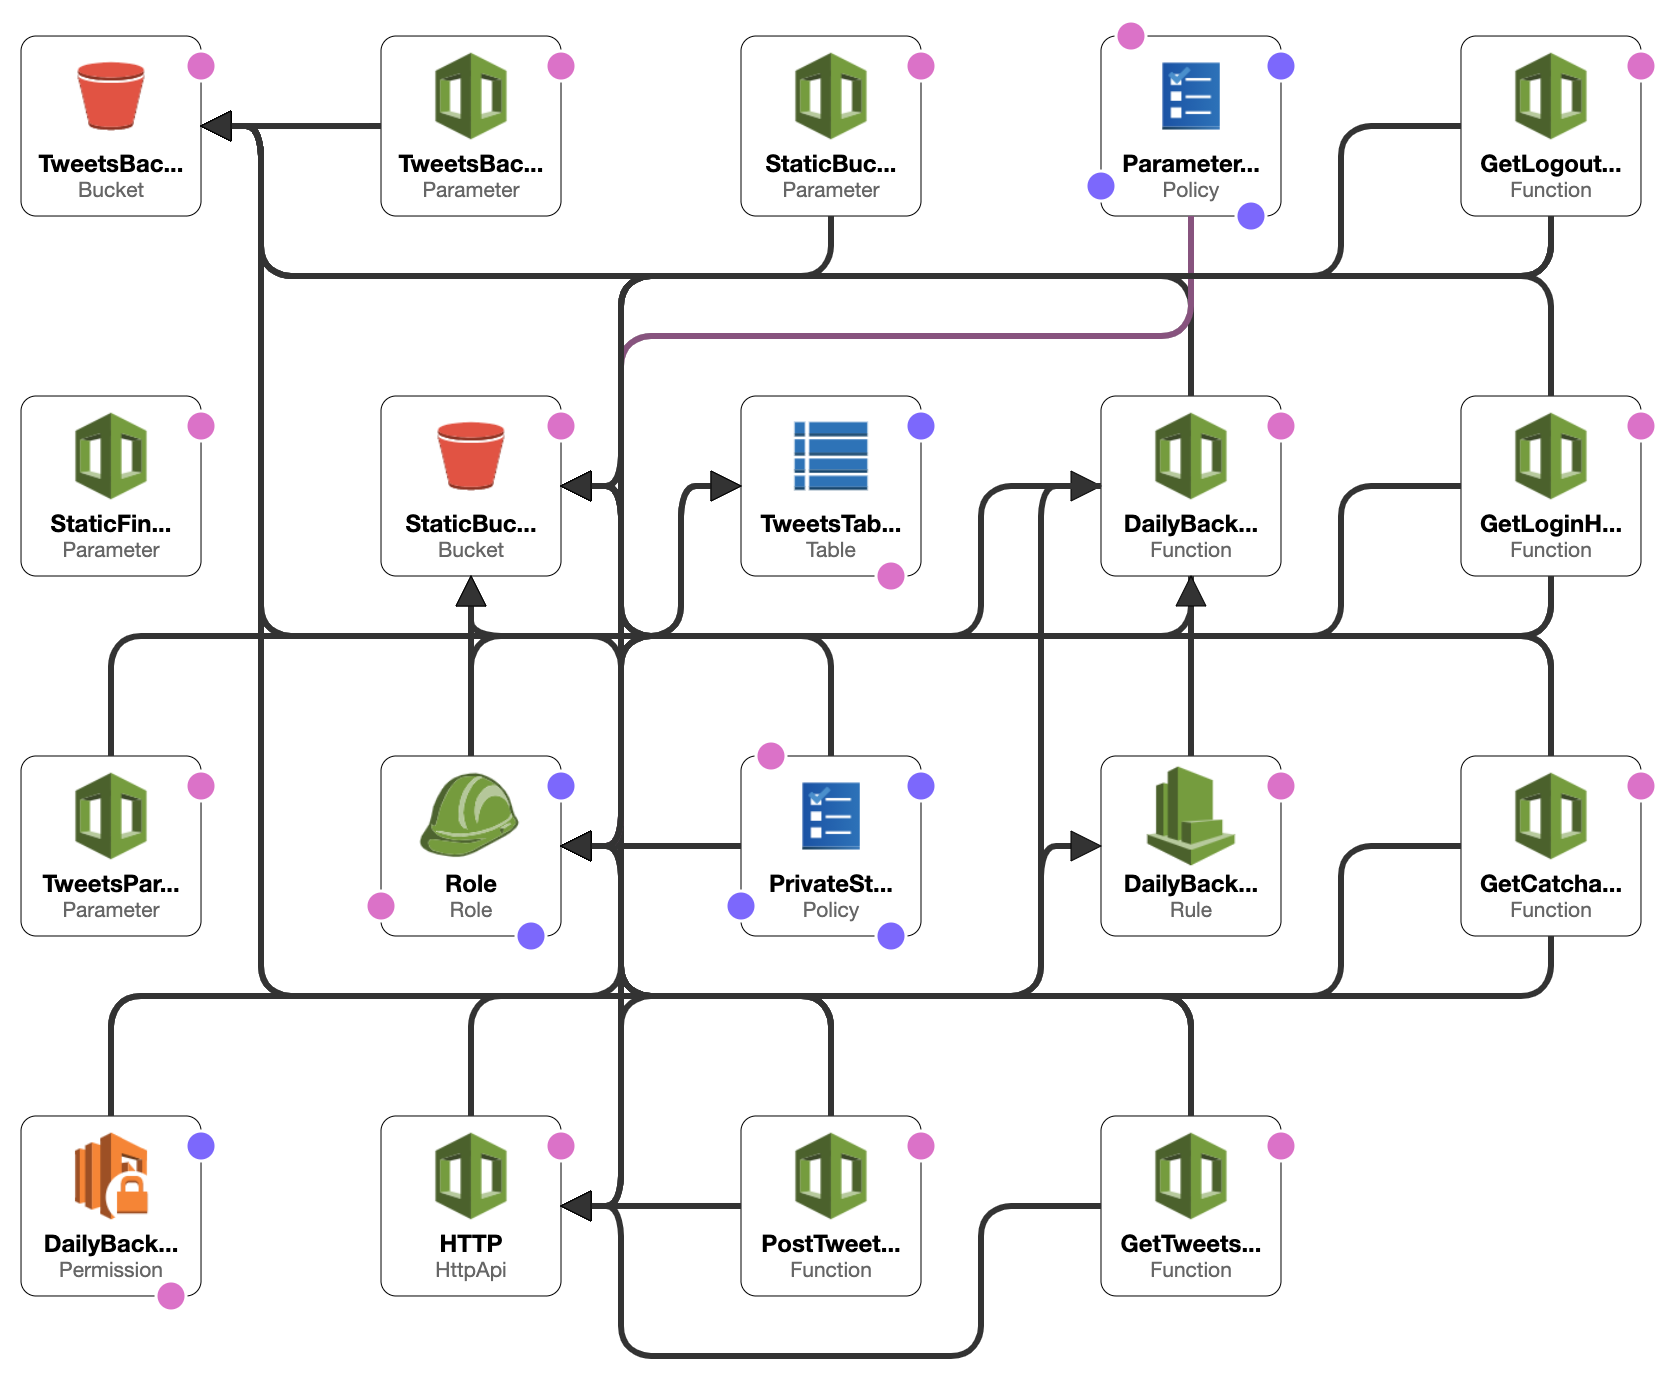 TweetsBac...
Bucket
TweetsBac...
Parameter
StaticBuc...
Parameter
Parameter...
Policy
GetLogout...
Function
StaticFin...
Parameter
StaticBuc...
Bucket
TweetsTab...
Table
DailyBack...
Function
GetLoginH...
Function
TweetsPar...
Parameter
Role
Role
PrivateSt...
Policy
DailyBack...
Rule
GetCatcha...
Function
DailyBack...
Permission
HTTP
HttpApi
PostTweet...
Function
GetTweets...
Function